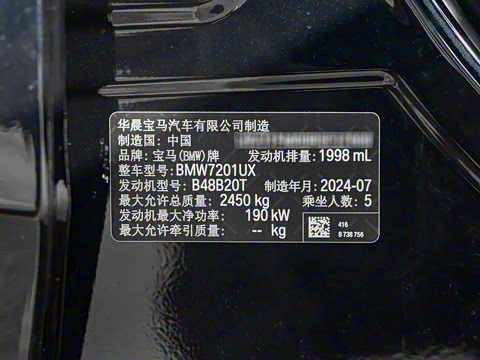 华晨宝马汽车有限公司制造
制造国: 中国
品牌: 宝马(BMW)牌 发动机排量: 1998 mL
整车型号: BMW7201UX
发动机型号: B48B20T 制造年月: 2024-07
最大允许总质量: 2450 kg 乘坐人数: 5
发动机最大净功率: 190 kW
最大允许牵引质量: -- kg
416
8 738 756